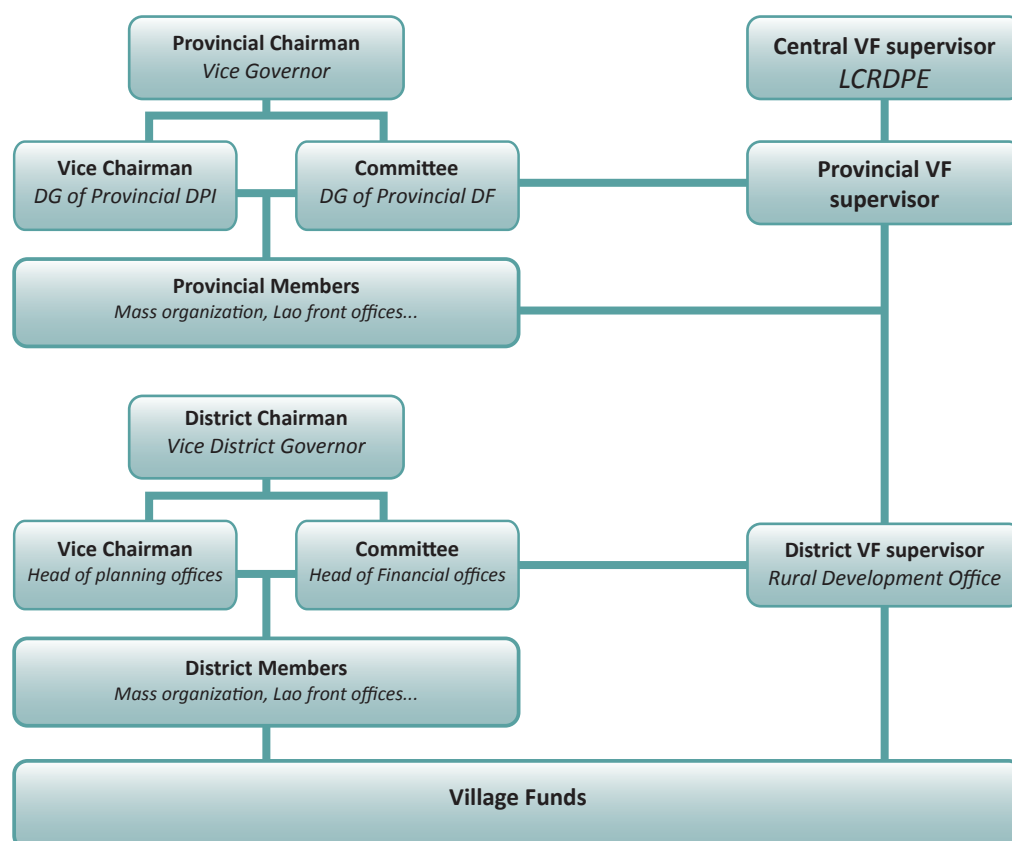 Provincial Chairman
Vice Governor
Central VF supervisor
LCRDPE
Vice Chairman
DG of Provincial DPI
Committee
DG of Provincial DF
Provincial VF
supervisor
Provincial Members
Mass organization, Lao front offices...
District Chairman
Vice District Governor
Vice Chairman
Head of planning offices
Committee
Head of Financial offices
District VF supervisor
Rural Development Office
District Members
Mass organization, Lao front offices...
Village Funds